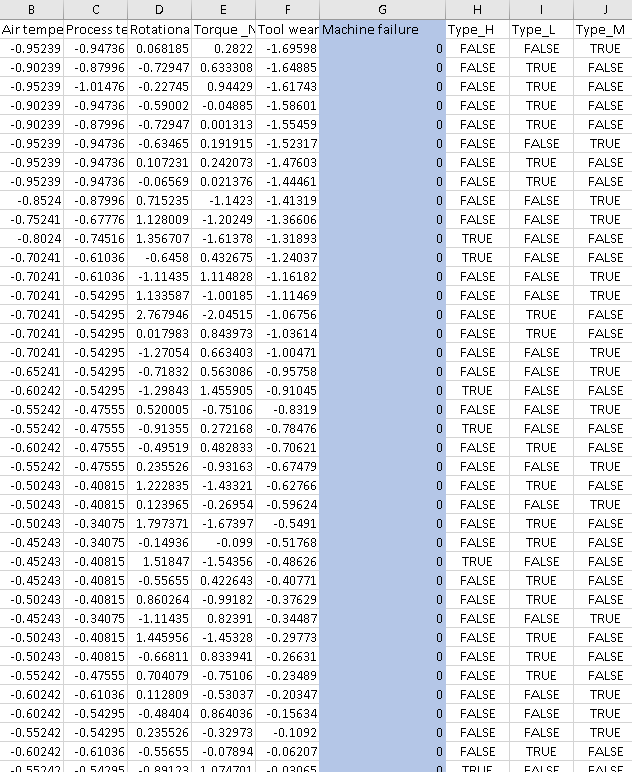 B C D E F G H I J
Air tempe Process te Rotationa Torque _N Tool wear Machine failure Type_H Type_L Type_M
-0.95239 -0.94736 0.068185 0.2822 -1.69598 0 FALSE FALSE TRUE
-0.90239 -0.87996 -0.72947 0.633308 -1.64885 0 FALSE TRUE FALSE
-0.95239 -1.01476 -0.22745 0.94429 -1.61743 0 FALSE TRUE FALSE
-0.90239 -0.94736 -0.59002 -0.04885 -1.58601 0 FALSE TRUE FALSE
-0.90239 -0.87996 -0.72947 0.001313 -1.55459 0 FALSE TRUE FALSE
-0.95239 -0.94736 -0.63465 0.191915 -1.52317 0 FALSE FALSE TRUE
-0.95239 -0.94736 0.107231 0.242073 -1.47603 0 FALSE TRUE FALSE
-0.95239 -0.94736 -0.06569 0.021376 -1.44461 0 FALSE TRUE FALSE
-0.8524 -0.87996 0.715235 -1.1423 -1.41319 0 FALSE FALSE TRUE
-0.75241 -0.67776 1.128009 -1.20249 -1.36606 0 FALSE TRUE FALSE
-0.8024 -0.74516 1.356707 -1.61378 -1.31893 0 TRUE FALSE FALSE
-0.70241 -0.61036 -0.6458 0.432675 -1.24037 0 TRUE FALSE FALSE
-0.70241 -0.61036 -1.11435 1.114828 -1.16182 0 FALSE FALSE TRUE
-0.70241 -0.54295 1.133587 -1.00185 -1.11469 0 FALSE FALSE TRUE
-0.70241 -0.54295 2.767946 -2.04515 -1.06756 0 FALSE TRUE FALSE
-0.70241 -0.54295 0.017983 0.843973 -1.03614 0 FALSE TRUE FALSE
-0.70241 -0.54295 -1.27054 0.663403 -1.00471 0 FALSE FALSE TRUE
-0.65241 -0.54295 -0.71832 0.563086 -0.95758 0 FALSE FALSE TRUE
-0.60242 -0.54295 -1.29843 1.455905 -0.91045 0 TRUE FALSE FALSE
-0.55242 -0.47555 0.520005 -0.75106 -0.8319 0 FALSE FALSE TRUE
-0.55242 -0.47555 -0.91355 0.272168 -0.78476 0 TRUE FALSE FALSE
-0.60242 -0.47555 -0.49519 0.482833 -0.70621 0 FALSE TRUE FALSE
-0.55242 -0.47555 0.235526 -0.93163 -0.67479 0 FALSE FALSE TRUE
-0.50243 -0.40815 1.222835 -1.43321 -0.62766 0 FALSE TRUE FALSE
-0.50243 -0.40815 0.123965 -0.26954 -0.59624 0 FALSE FALSE TRUE
-0.50243 -0.34075 1.797371 -1.67397 -0.5491 0 FALSE TRUE FALSE
-0.45243 -0.40815 -0.14936 -0.099 -0.51768 0 FALSE TRUE FALSE
-0.45243 -0.40815 1.51847 -1.54356 -0.48626 0 TRUE FALSE FALSE
-0.45243 -0.40815 -0.55655 0.422643 -0.40771 0 FALSE TRUE FALSE
-0.50243 -0.40815 0.860264 -0.99182 -0.37629 0 FALSE TRUE FALSE
-0.45243 -0.34075 -1.11435 0.82391 -0.34487 0 FALSE FALSE TRUE
-0.50243 -0.40815 1.445956 -1.45328 -0.29773 0 FALSE TRUE FALSE
-0.50243 -0.40815 -0.66811 0.833941 -0.26631 0 FALSE TRUE FALSE
-0.55242 -0.47555 0.704079 -0.75106 -0.23489 0 FALSE TRUE FALSE
-0.60242 -0.61036 0.112809 -0.53037 -0.20347 0 FALSE FALSE TRUE
-0.60242 -0.54295 -0.48404 0.864036 -0.15634 0 FALSE FALSE TRUE
-0.55242 -0.54295 0.235526 -0.32973 -0.1092 0 FALSE FALSE TRUE
-0.60242 -0.61036 -0.55655 -0.07894 -0.06207 0 FALSE TRUE FALSE
-0.55242 -0.54295 -0.89123 1.074701 -0.03065 0 TRUE FALSE FALSE